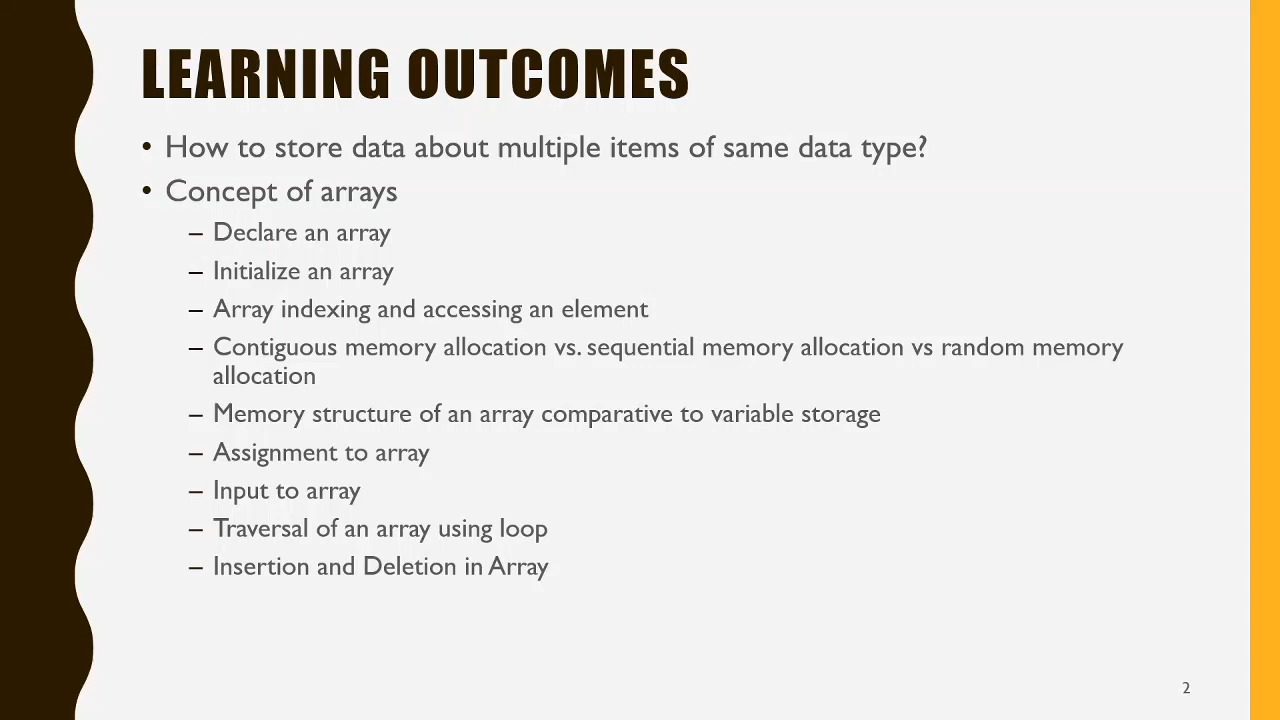 LEARNING OUTCOMES
• How to store data about multiple items of same data type?
• Concept of arrays
– Declare an array
– Initialize an array
– Array indexing and accessing an element
– Contiguous memory allocation vs. sequential memory allocation vs random memory
allocation
– Memory structure of an array comparative to variable storage
– Assignment to array
– Input to array
– Traversal of an array using loop
– Insertion and Deletion in Array
2